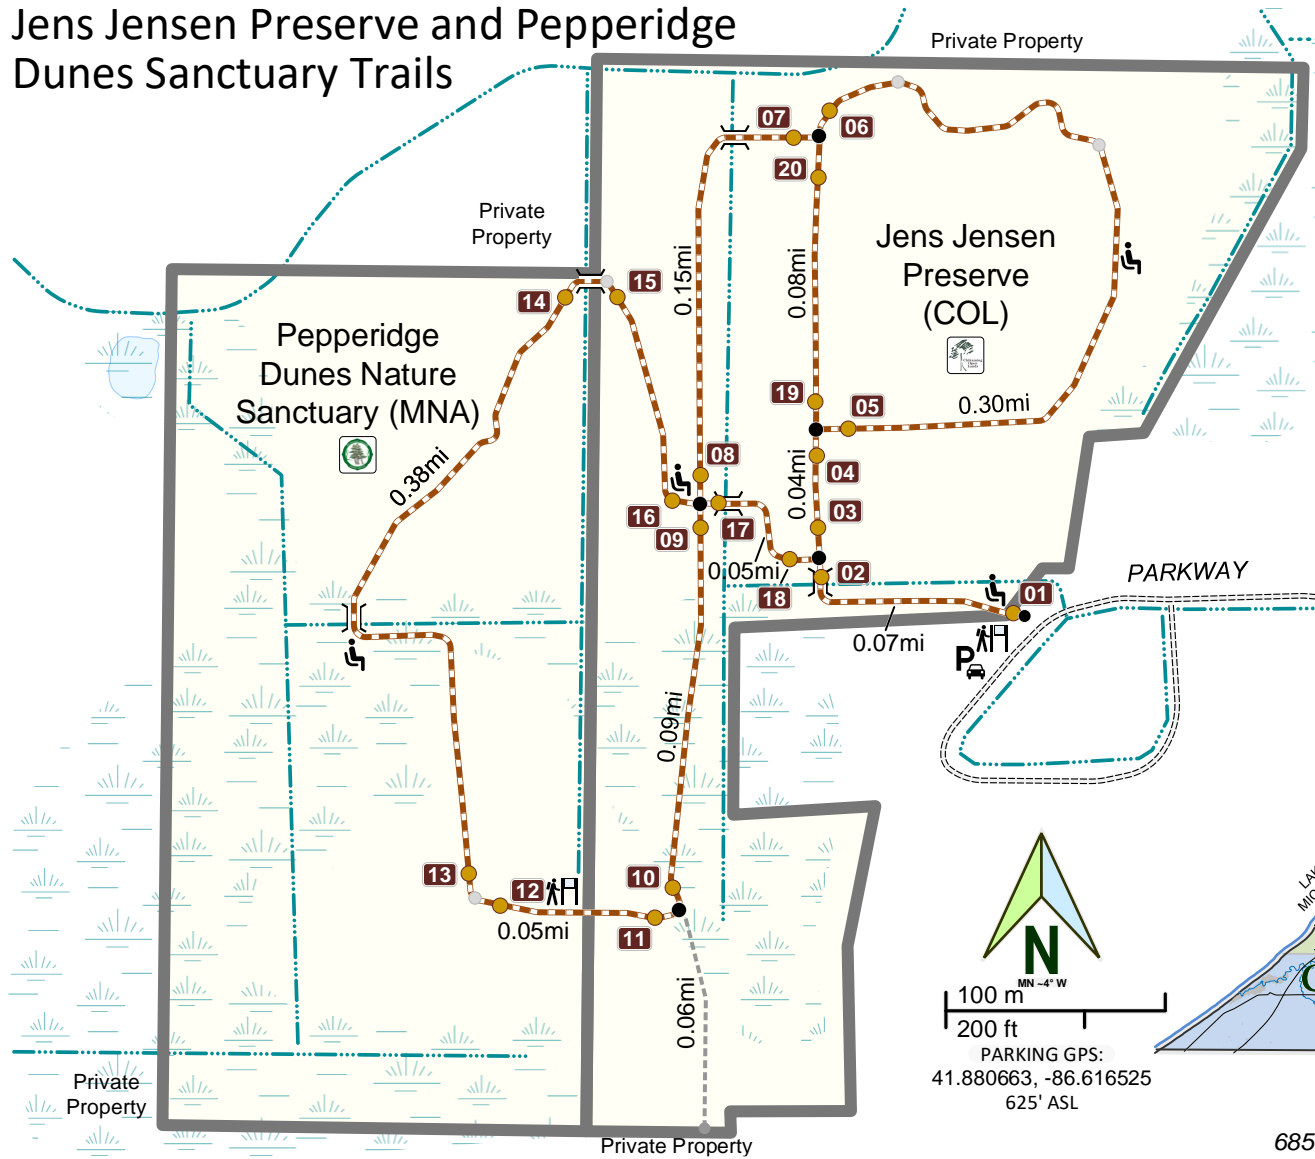 Jens Jensen Preserve and Pepperidge
Dunes Sanctuary Trails
Private Property
07
06
20
Private
Property
Jens Jensen
Preserve
(COL)
0.15mi
0.08mi
14
15
Pepperidge
Dunes Nature
Sanctuary (MNA)
19
05
0.30mi
0.38mi
08
04
0.04mi
16
17
03
09
0.05mi
02
18
PARKWAY
01
0.07mi
P
0.09mi
13
12
10
0.05mi
11
N
MN ~4° W
0.06mi
100 m
200 ft
PARKING GPS:
41.880663, -86.616525
625' ASL
Private
Property
Private Property
685